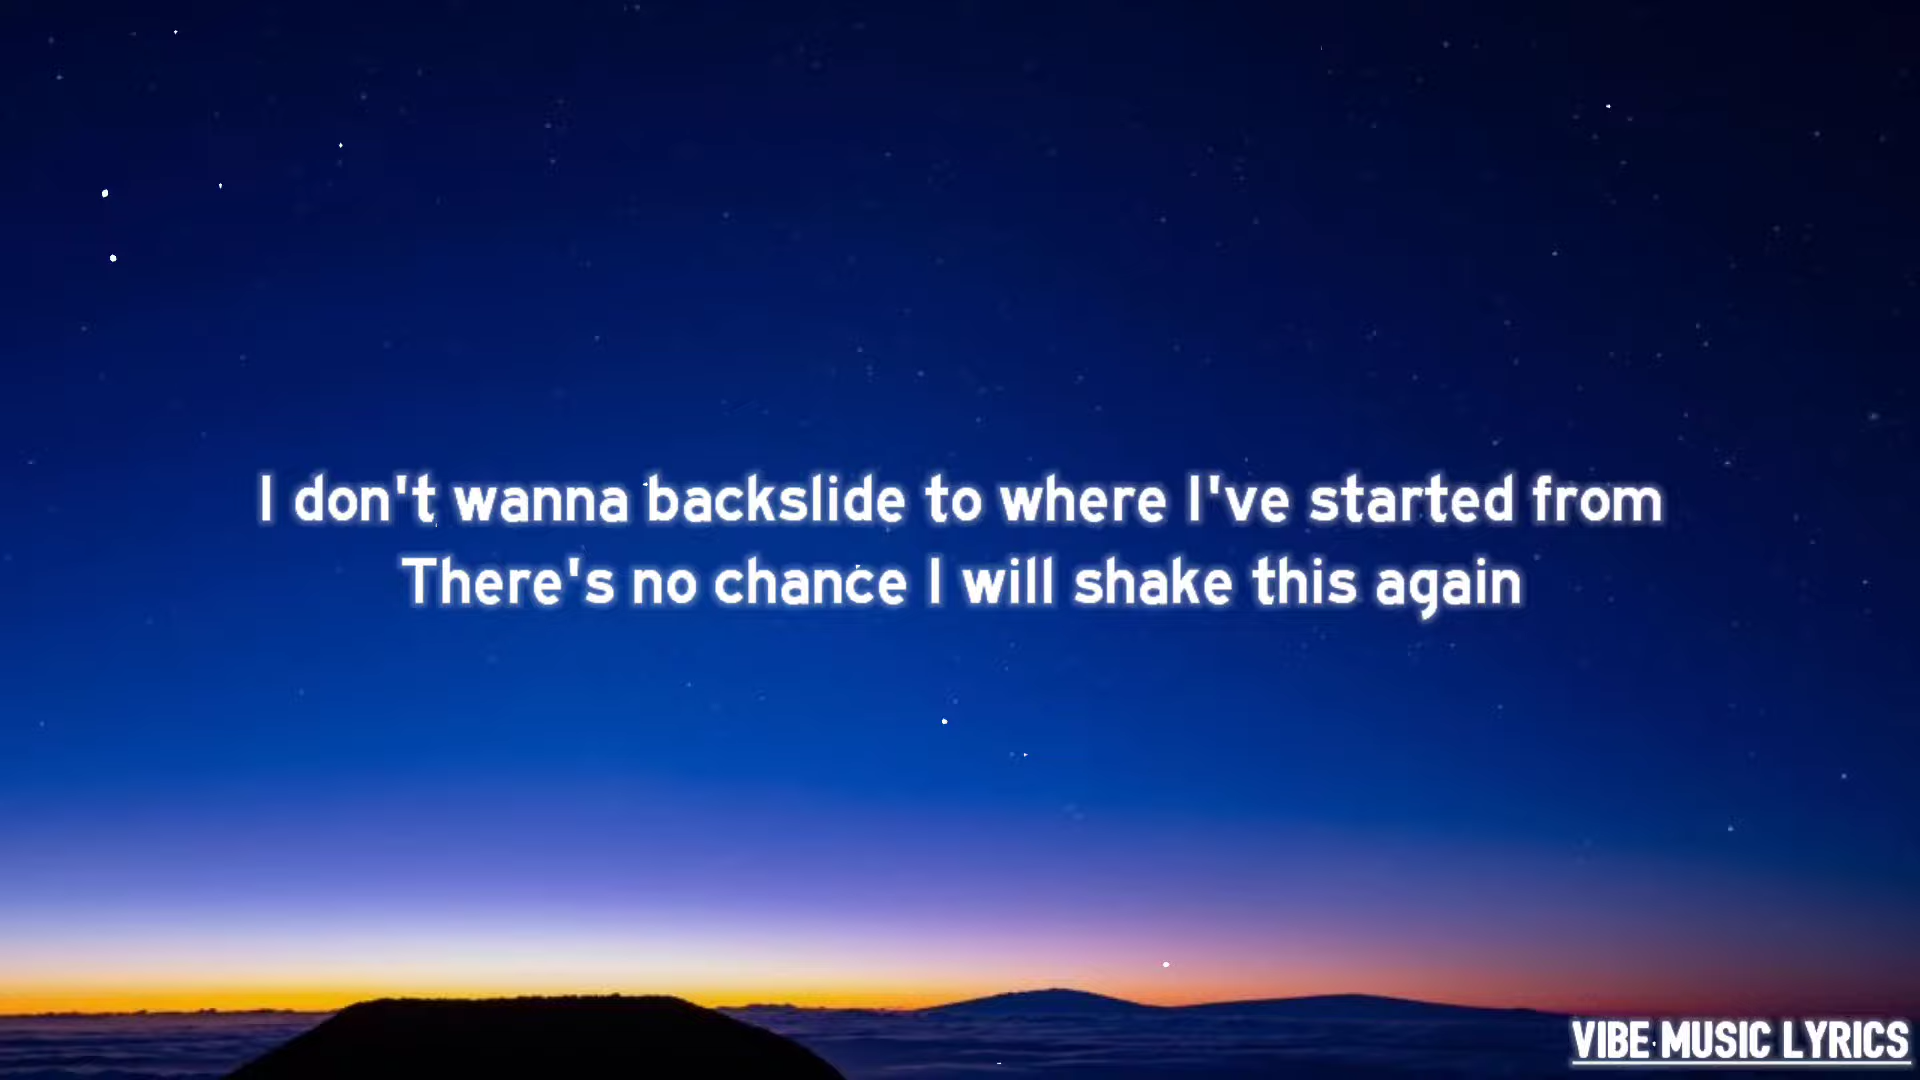 I don't wanna backslide to where I've started from
There's no chance I will shake this again
VIBE MUSIC LYRICS